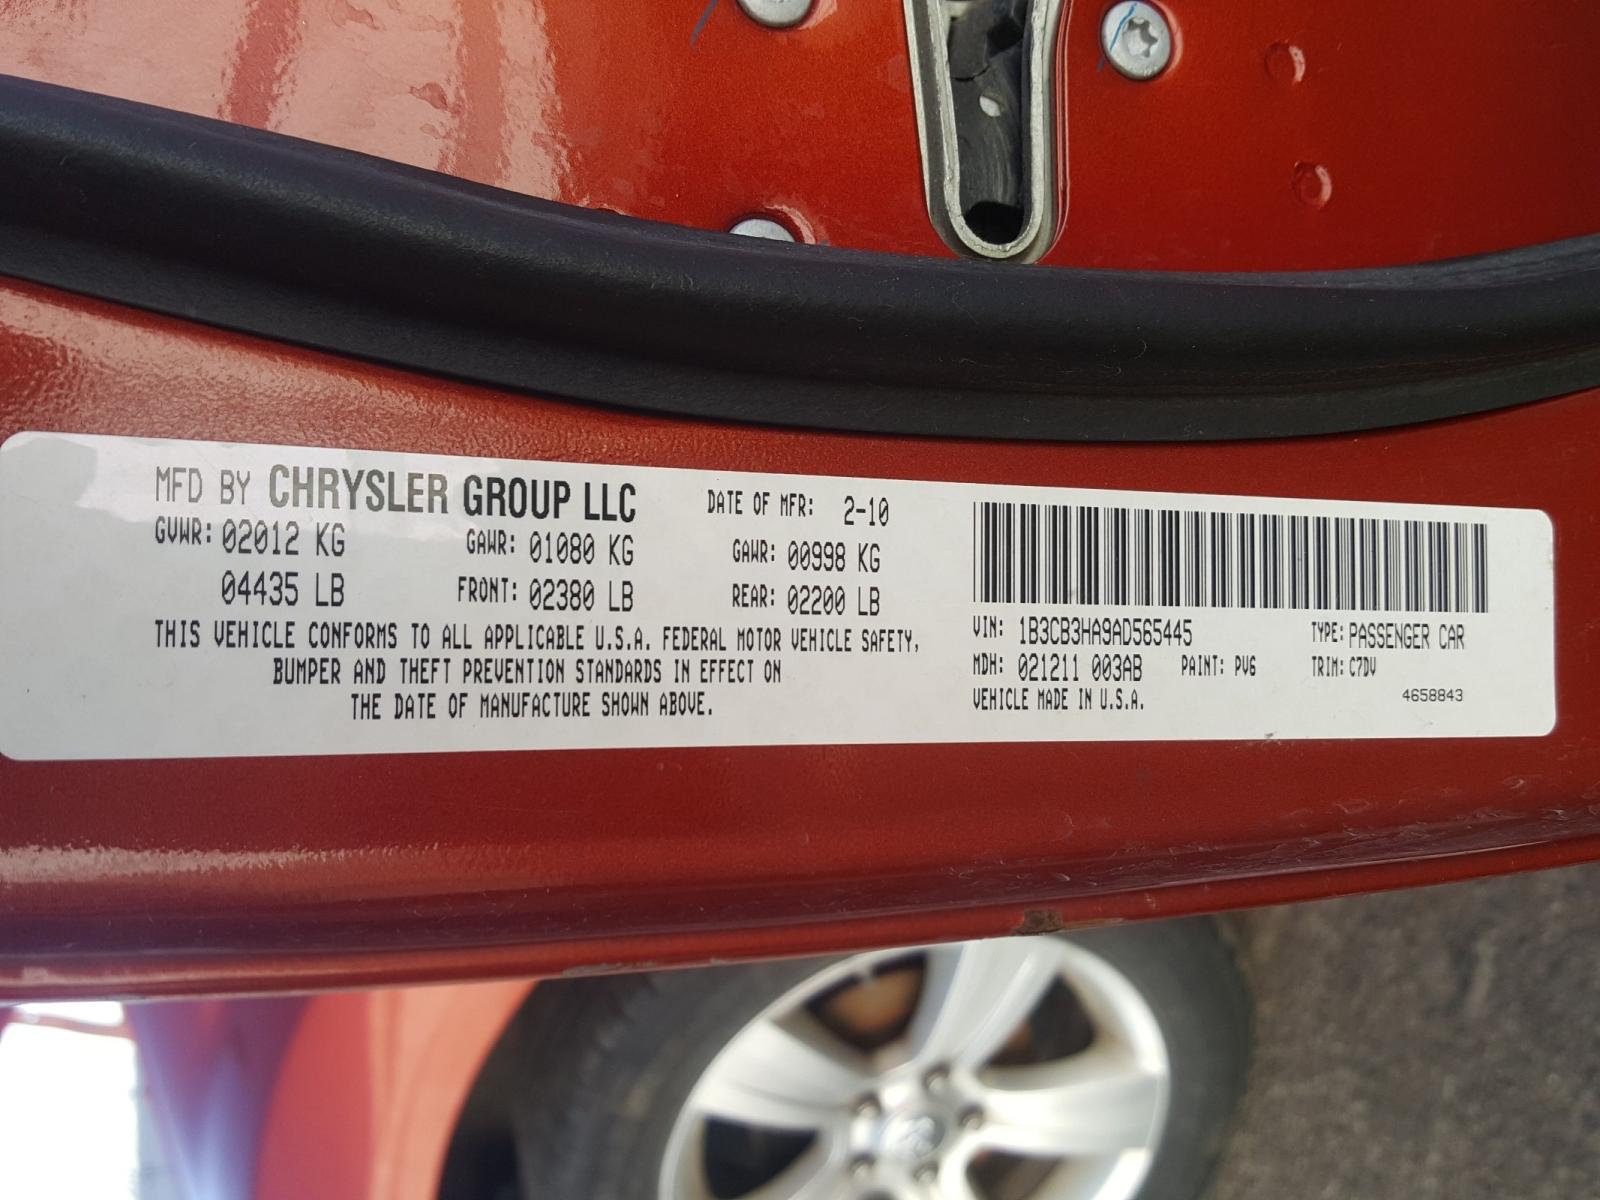 MFD BY CHRYSLER GROUP LLC DATE OF MFR: 2-10
GVWR: 02012 KG GAWR: 01080 KG GAWR: 00998 KG
04435 LB FRONT: 02380 LB REAR: 02200 LB
THIS VEHICLE CONFORMS TO ALL APPLICABLE U.S.A. FEDERAL MOTOR VEHICLE SAFETY,
BUMPER AND THEFT PREVENTION STANDARDS IN EFFECT ON
THE DATE OF MANUFACTURE SHOWN ABOVE.
VIN: 1B3CB3HA9AD565445 TYPE: PASSENGER CAR
MDH: 021211 003AB PAINT: PV6 TRIM: C7DV
VEHICLE MADE IN U.S.A. 4658843